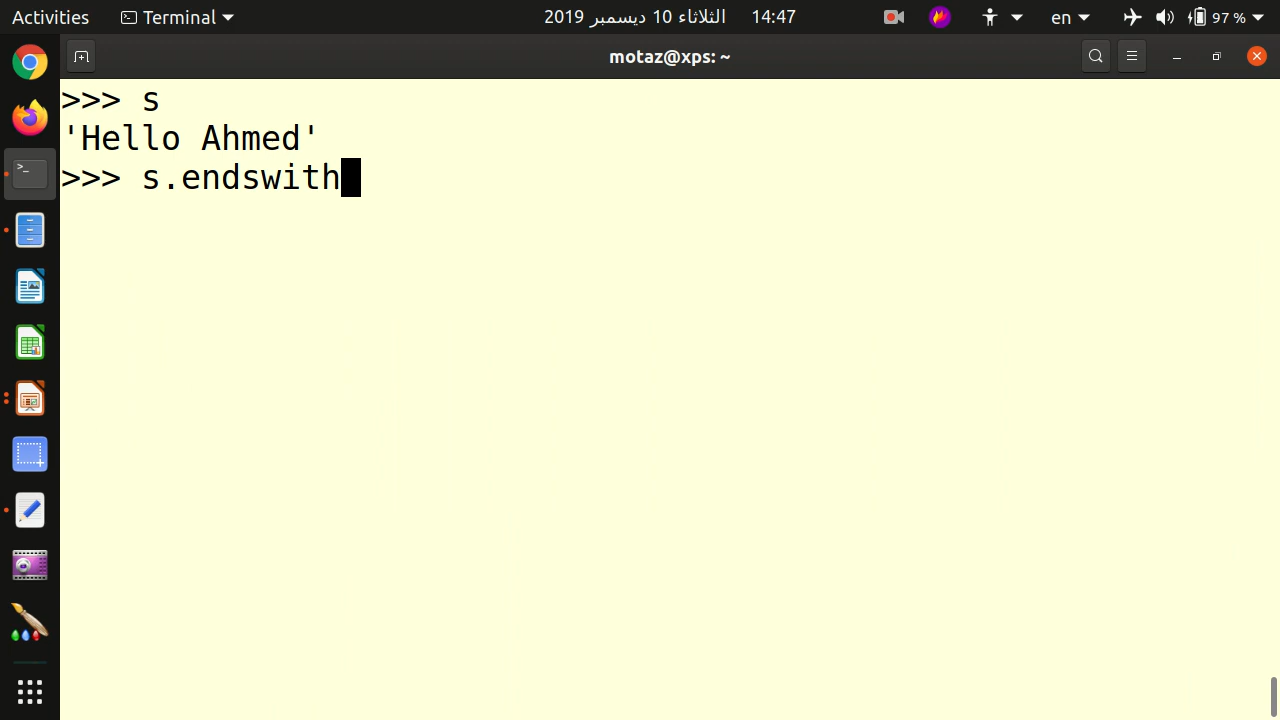 Activities Terminal الثلاثاء 10 ديسمبر 2019 14:47 en 97 %
motaz@xps: ~
>>> s
'Hello Ahmed'
>>> s.endswith